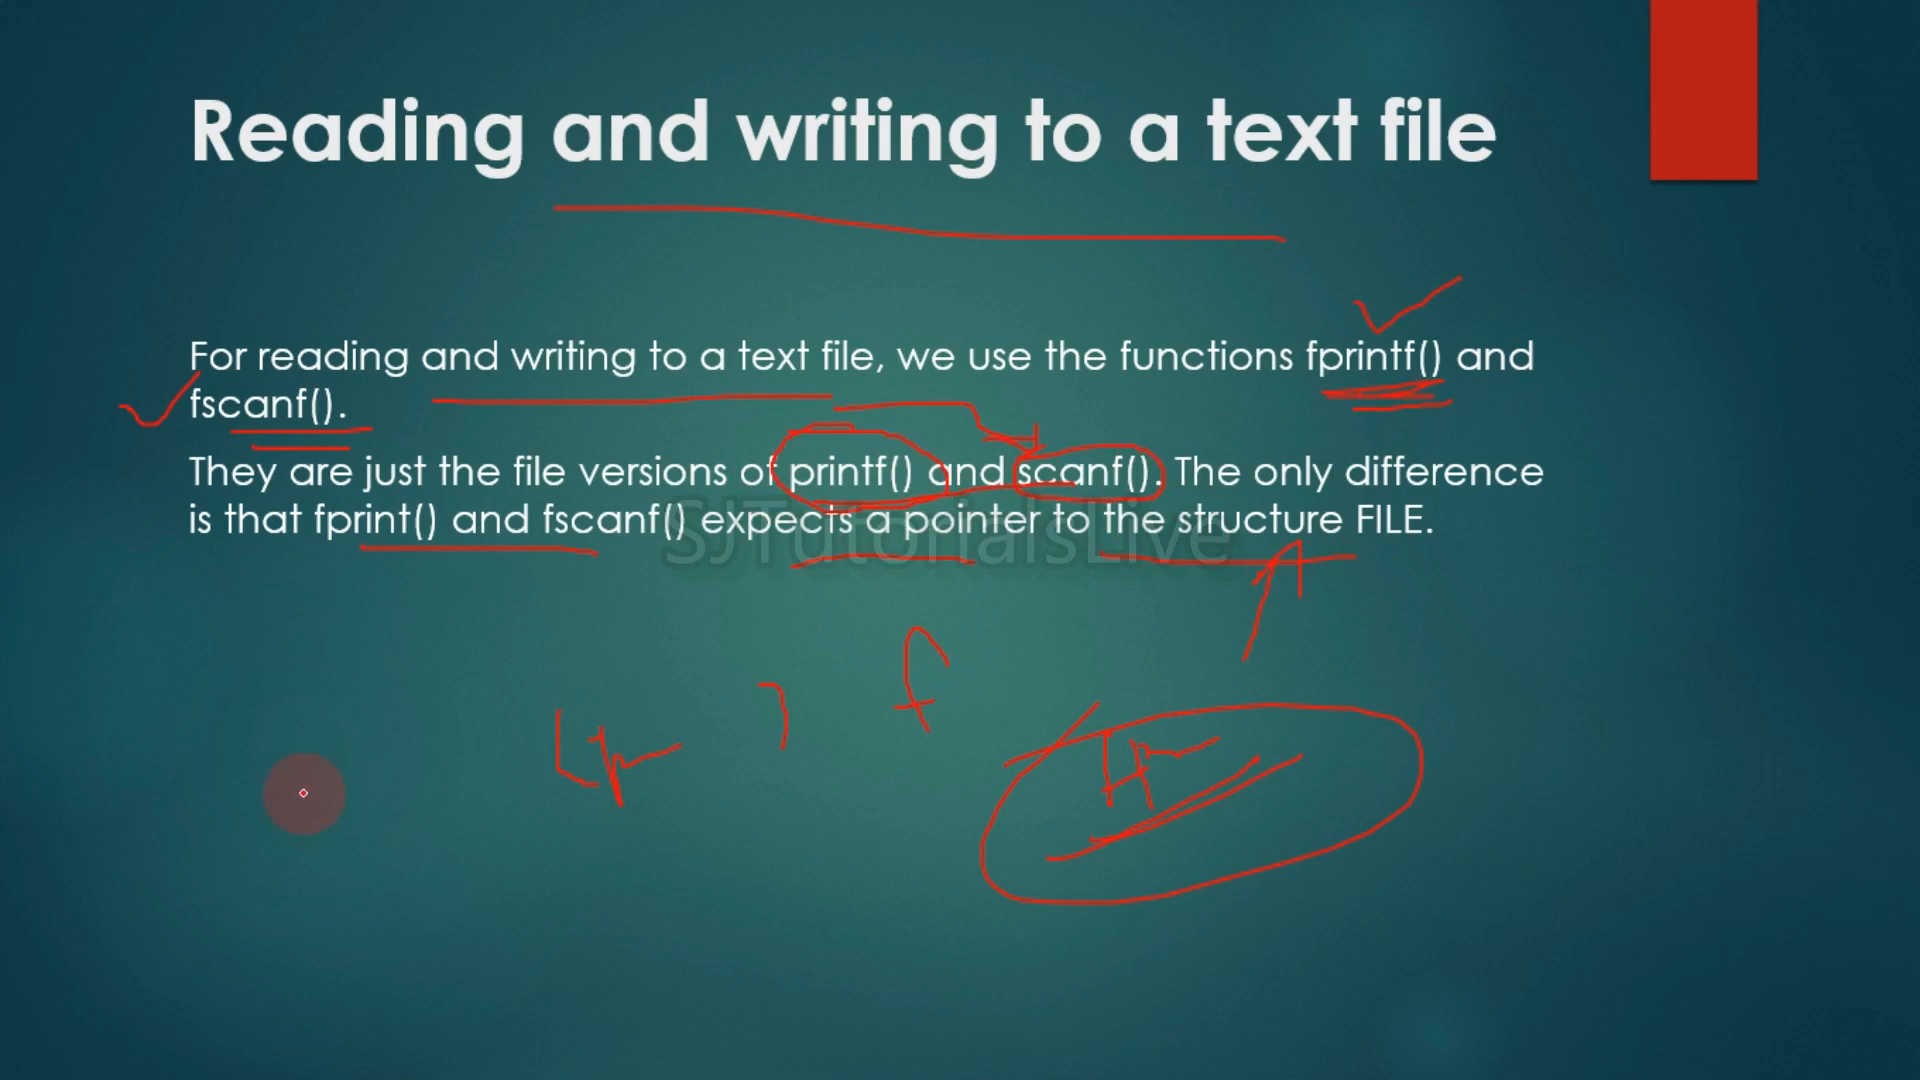 Reading and writing to a text file
For reading and writing to a text file, we use the functions fprintf() and
fscanf().
They are just the file versions of printf() and scanf(). The only difference
is that fprint() and fscanf() expects a pointer to the structure FILE.
SJTutorialsLive